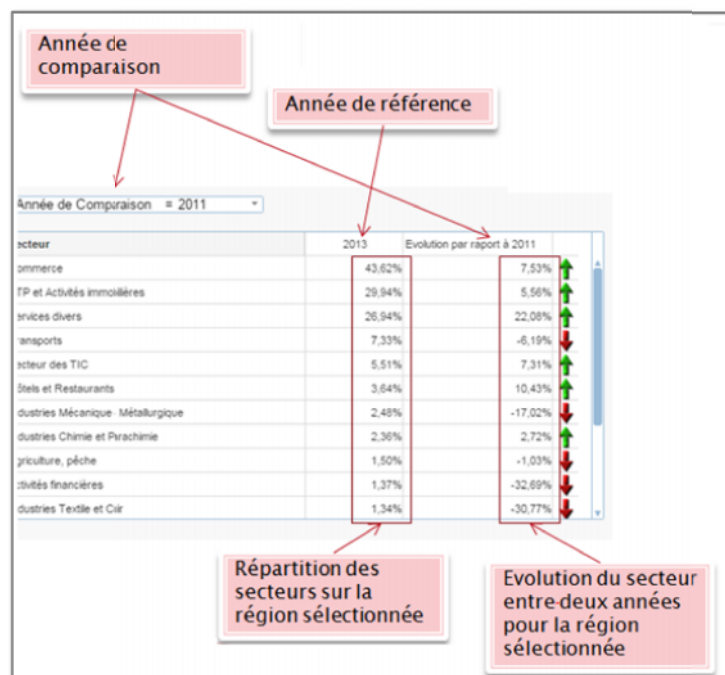 Année de
comparaison
Année de référence
Année de Comparaison = 2011
ecteur 2013 Evolution par raport à 2011
ommerce 43,62% 7,53%
TP et Activités immoilières 29,94% 5,56%
ervices divers 26,94% 22,08%
ransports 7,33% -6,19%
ecteur des TIC 5,51% 7,31%
ôtels et Restaurants 3,64% 10,43%
ndustries Mécanique Métallurgique 2,48% -17,02%
dustries Chimie et Parachimie 2,36% 2,72%
griculture, pêche 1,50% -1,03%
ctivités financières 1,37% -32,69%
dustries Textile et Cuir 1,34% -30,77%
Répartition des
secteurs sur la
région sélectionnée
Evolution du secteur
entre-deux années
pour la région
sélectionnée